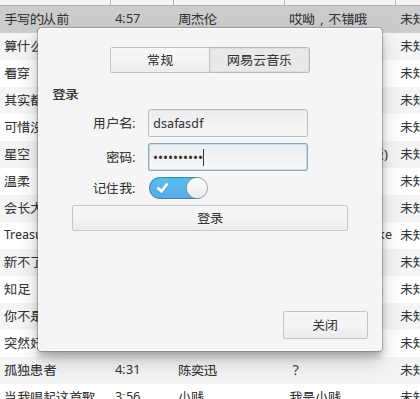 手写的从前 4:57 周杰伦 哎呦，不错哦 未知
算什么 未知
看穿 未知
其实都 未知
可惜没 未知
星空 未知
温柔 未知
会长大 未知
Treasu ke 未知
新不了 未知
知足 未知
你不是 未知
突然好 未知
常规 网易云音乐
登录
用户名: dsafasdf
密码: ••••••••••
记住我:
登录
关闭
孤独患者 4:31 陈奕迅 ? 未知
当我唱起这首歌 3:56 小贱 我是小贱 未知